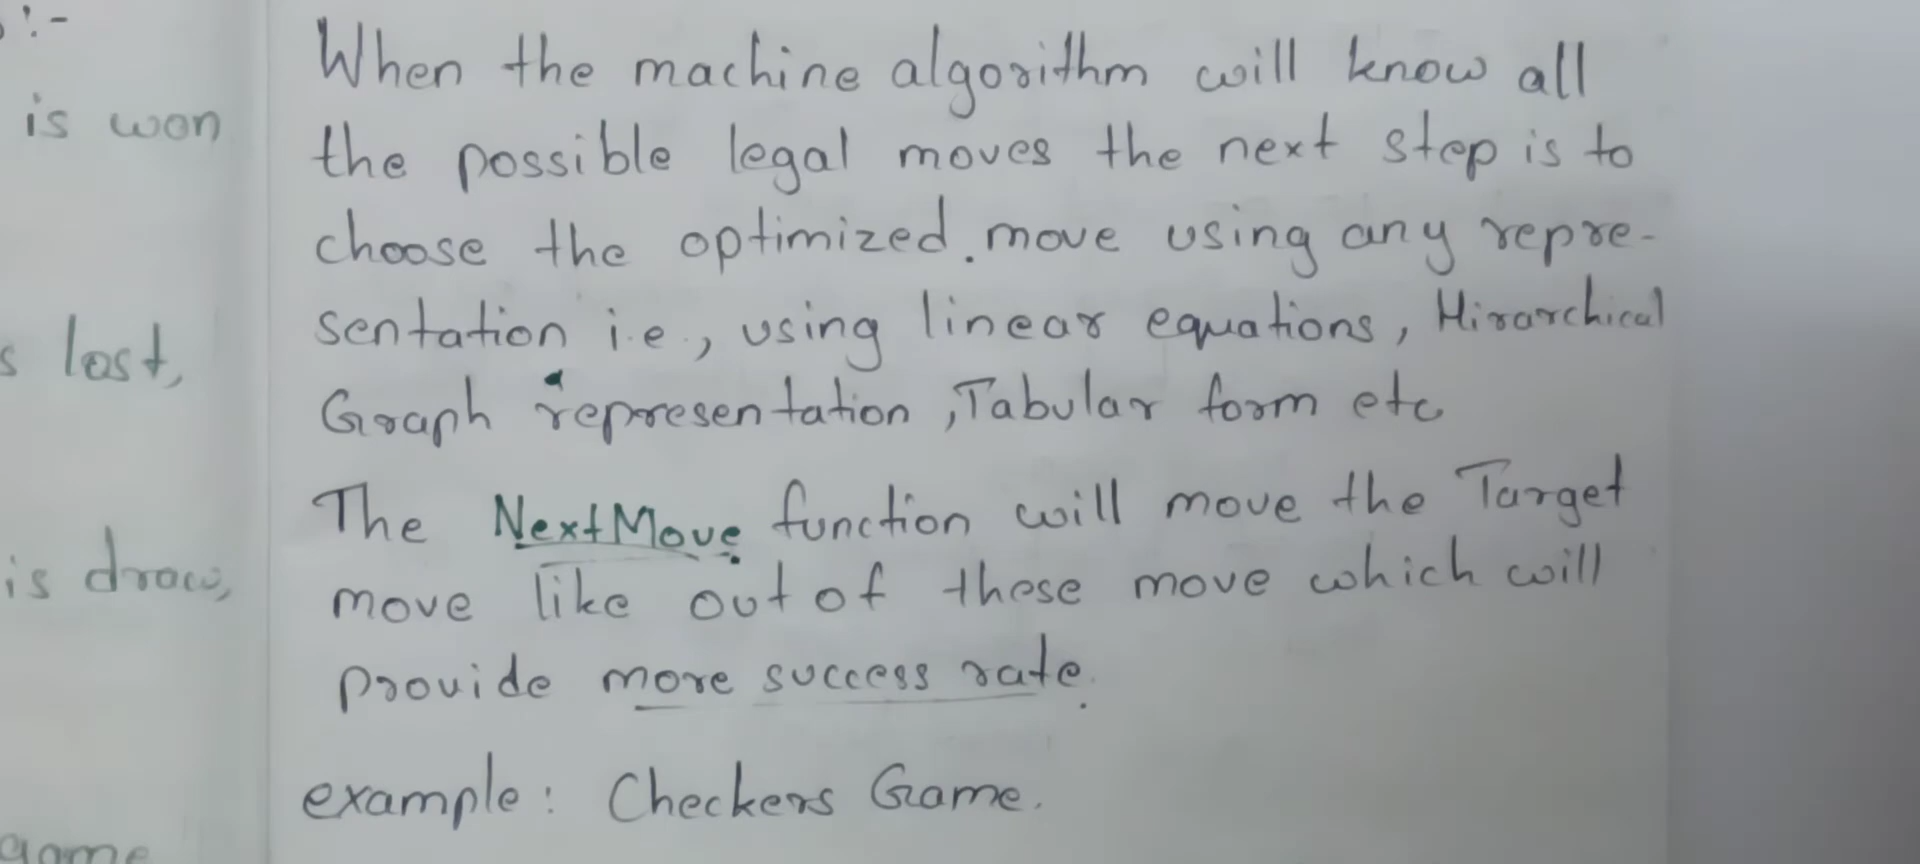 :-
is won
s lost,
is draw,
game
When the machine algorithm will know all
the possible legal moves the next step is to
choose the optimized. move using any repre-
sentation i.e., using linear equations, Hirarchical
Graph representation, Tabular form etc
The NextMove function will move the Target
move like out of these move which will
provide more success rate.
example: Checkers Game.